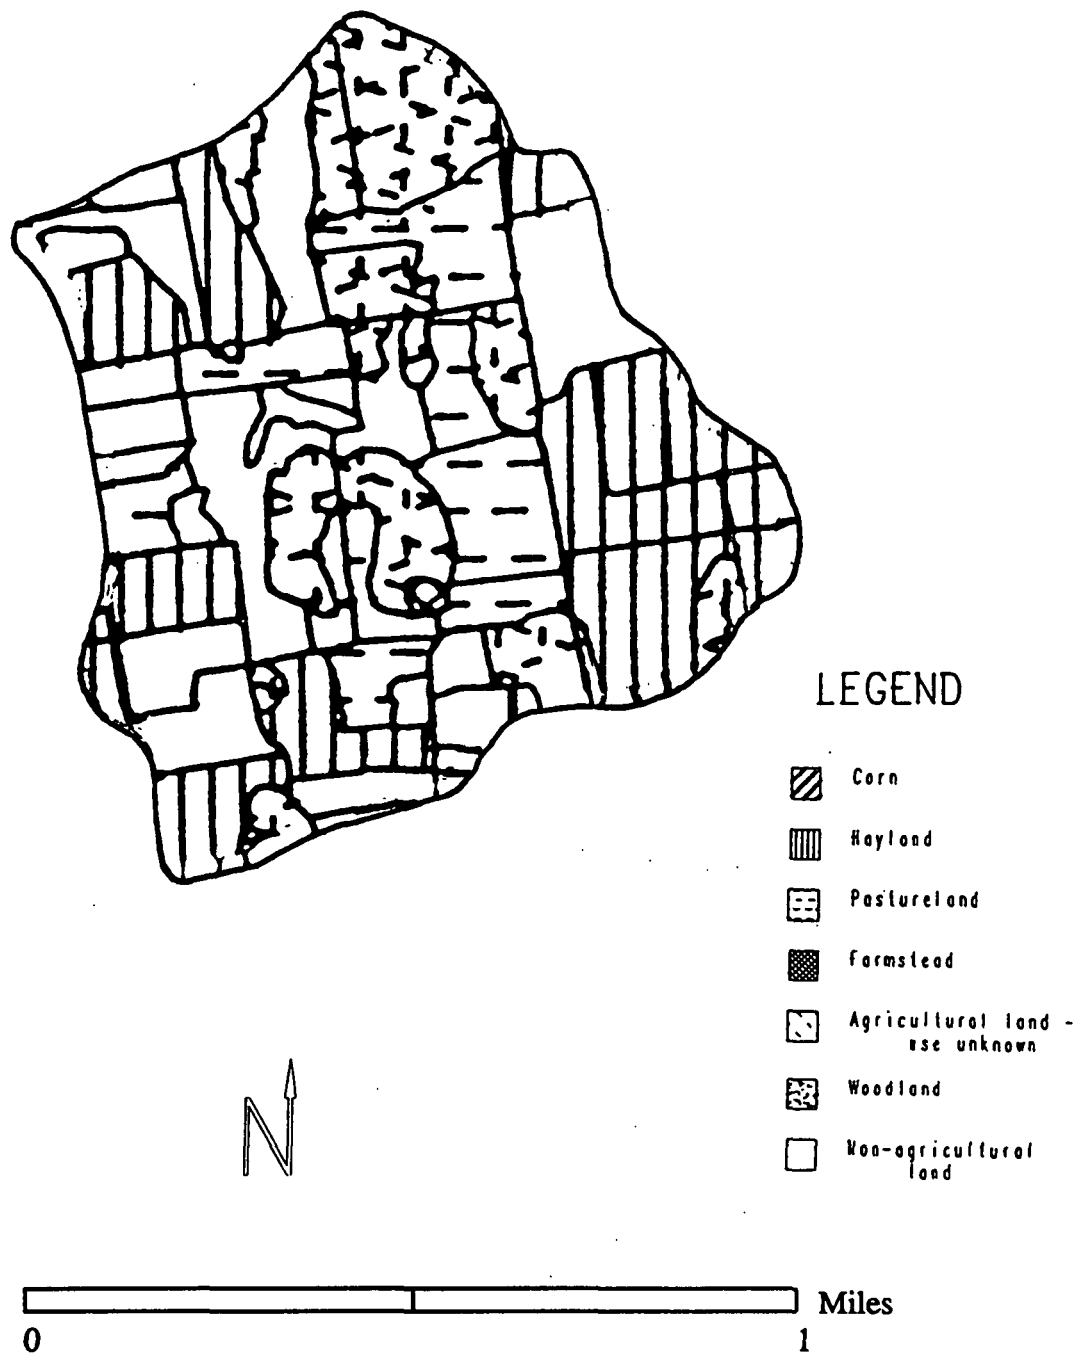 LEGEND
Corn
Hayland
Pastureland
Farmstead
Agricultural land -
use unknown
Woodland
Non-agricultural
land
N
Miles
0 1